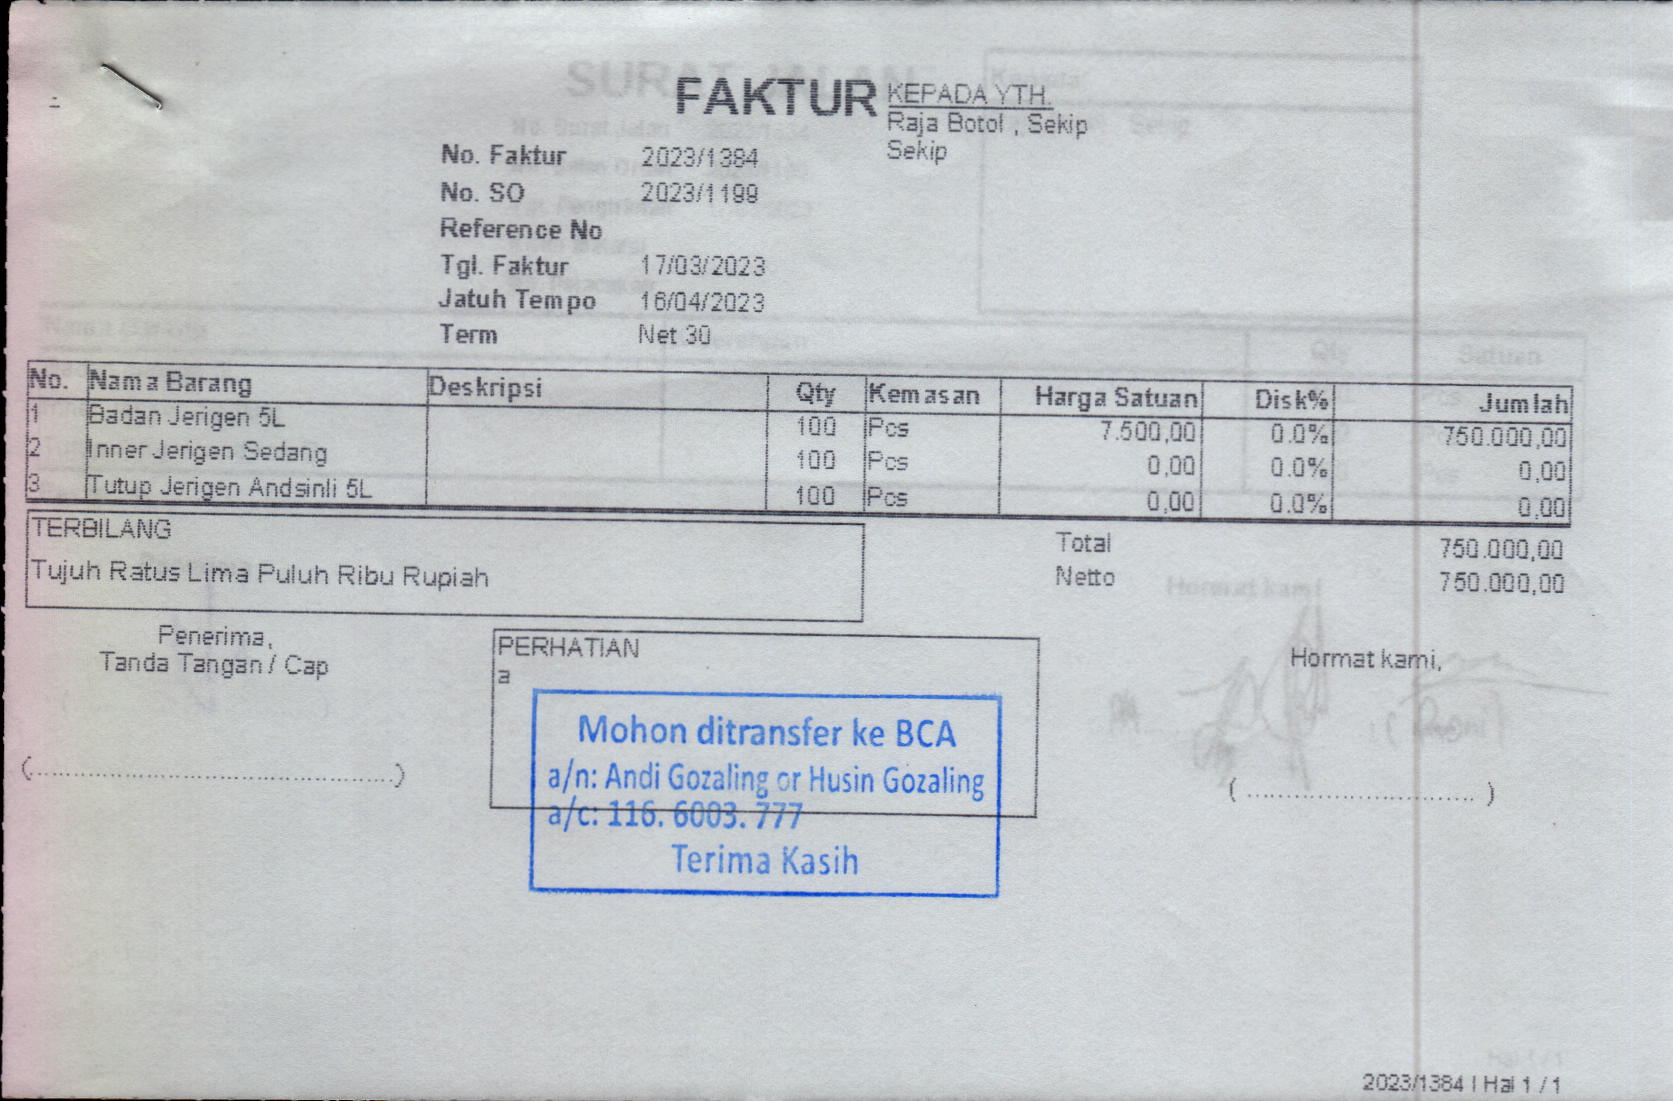 FAKTUR
KEPADA YTH.
Raja Botol , Sekip
Sekip
No. Faktur 2023/1384
No. SO 2023/1199
Reference No
Tgl. Faktur 17/03/2023
Jatuh Tempo 16/04/2023
Term Net 30
No. Nama Barang Deskripsi Qty Kemasan Harga Satuan Disk% Jumlah
1 Badan Jerigen 5L 100 Pcs 7.500,00 0.0% 750.000,00
2 Inner Jerigen Sedang 100 Pcs 0,00 0.0% 0,00
3 Tutup Jerigen Andsinli 5L 100 Pcs 0,00 0.0% 0,00
TERBILANG
Tujuh Ratus Lima Puluh Ribu Rupiah
Total 750.000,00
Netto 750.000,00
Penerima,
Tanda Tangan / Cap
(..............................................)
PERHATIAN
a
Mohon ditransfer ke BCA
a/n: Andi Gozaling or Husin Gozaling
a/c: 116. 6003. 777
Terima Kasih
Hormat kami,
( ............................. )
2023/1384 | Hal 1 / 1